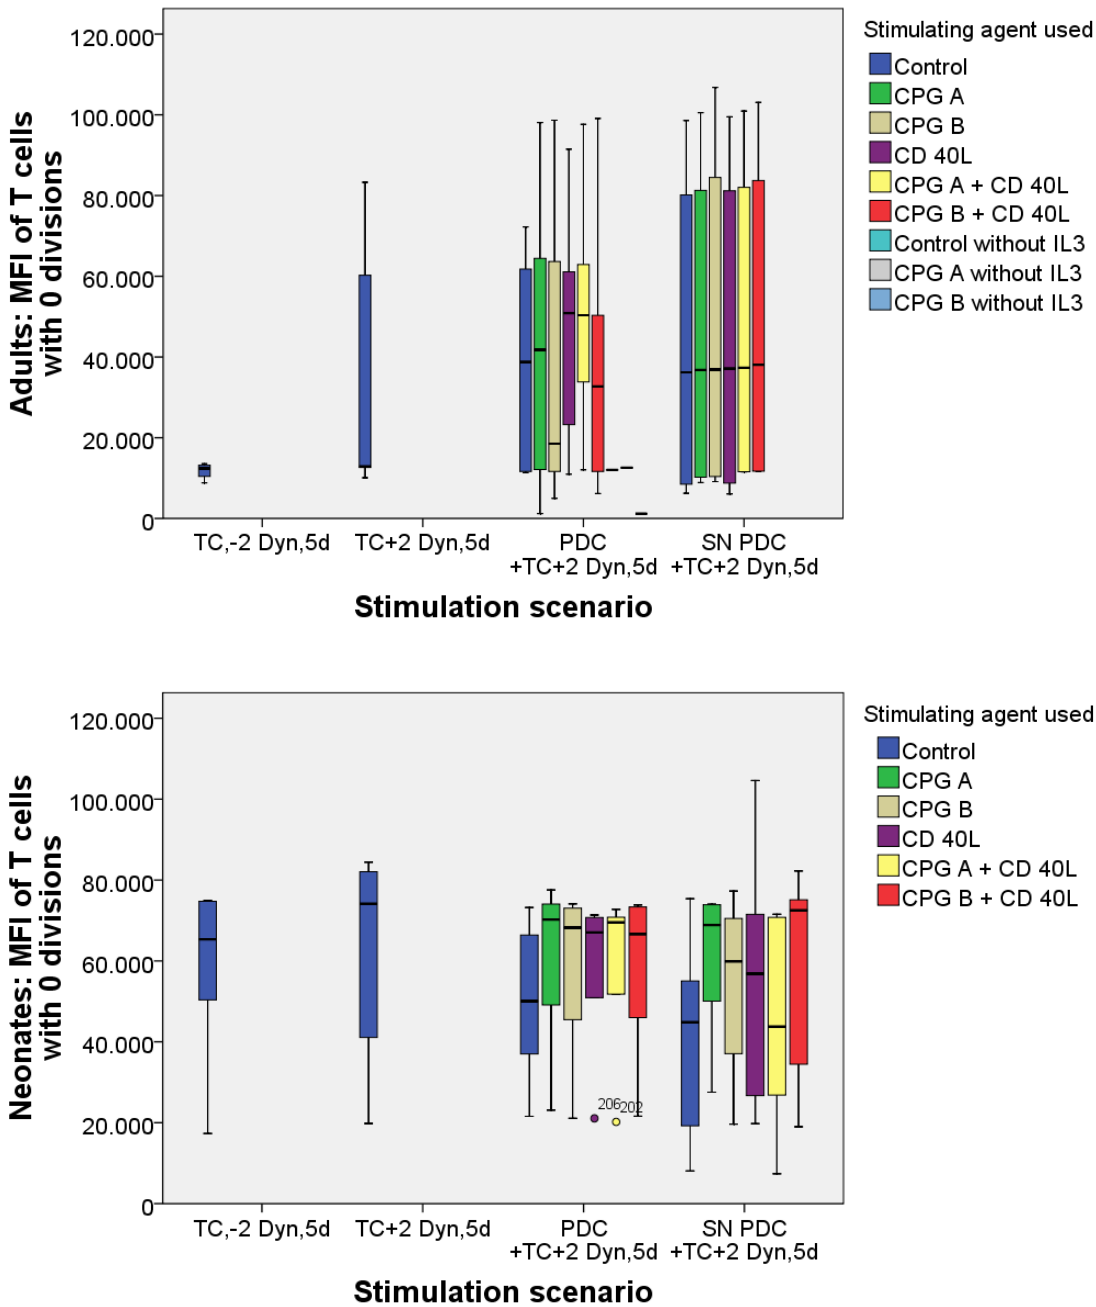 Adults: MFI of T cells
with 0 divisions
120.000
100.000
80.000
60.000
40.000
20.000
0
TC,-2 Dyn,5d
TC+2 Dyn,5d
PDC
+TC+2 Dyn,5d
SN PDC
+TC+2 Dyn,5d
Stimulation scenario
Stimulating agent used
Control
CPG A
CPG B
CD 40L
CPG A + CD 40L
CPG B + CD 40L
Control without IL3
CPG A without IL3
CPG B without IL3
Neonates: MFI of T cells
with 0 divisions
120.000
100.000
80.000
60.000
40.000
20.000
0
206
202
TC,-2 Dyn,5d
TC+2 Dyn,5d
PDC
+TC+2 Dyn,5d
SN PDC
+TC+2 Dyn,5d
Stimulation scenario
Stimulating agent used
Control
CPG A
CPG B
CD 40L
CPG A + CD 40L
CPG B + CD 40L